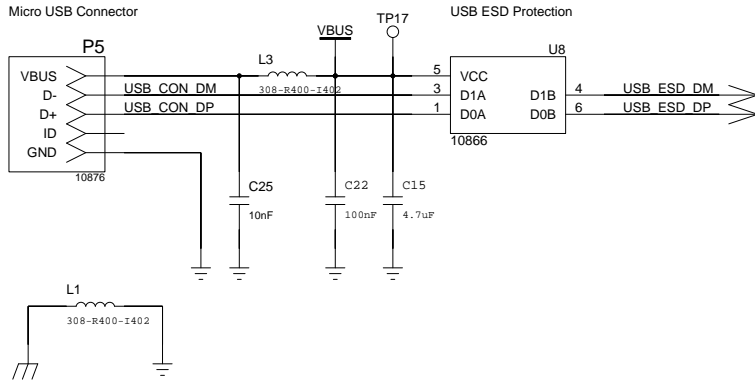 Micro USB Connector
USB ESD Protection
TP17
VBUS
P5
L3
U8
VBUS
308-R400-I402
5
VCC
D-
USB_CON_DM
3
D1A
D1B
4
USB_ESD_DM
D+
USB_CON_DP
1
D0A
D0B
6
USB_ESD_DP
ID
GND
10866
10876
C25
10nF
C22
100nF
C15
4.7uF
L1
308-R400-I402